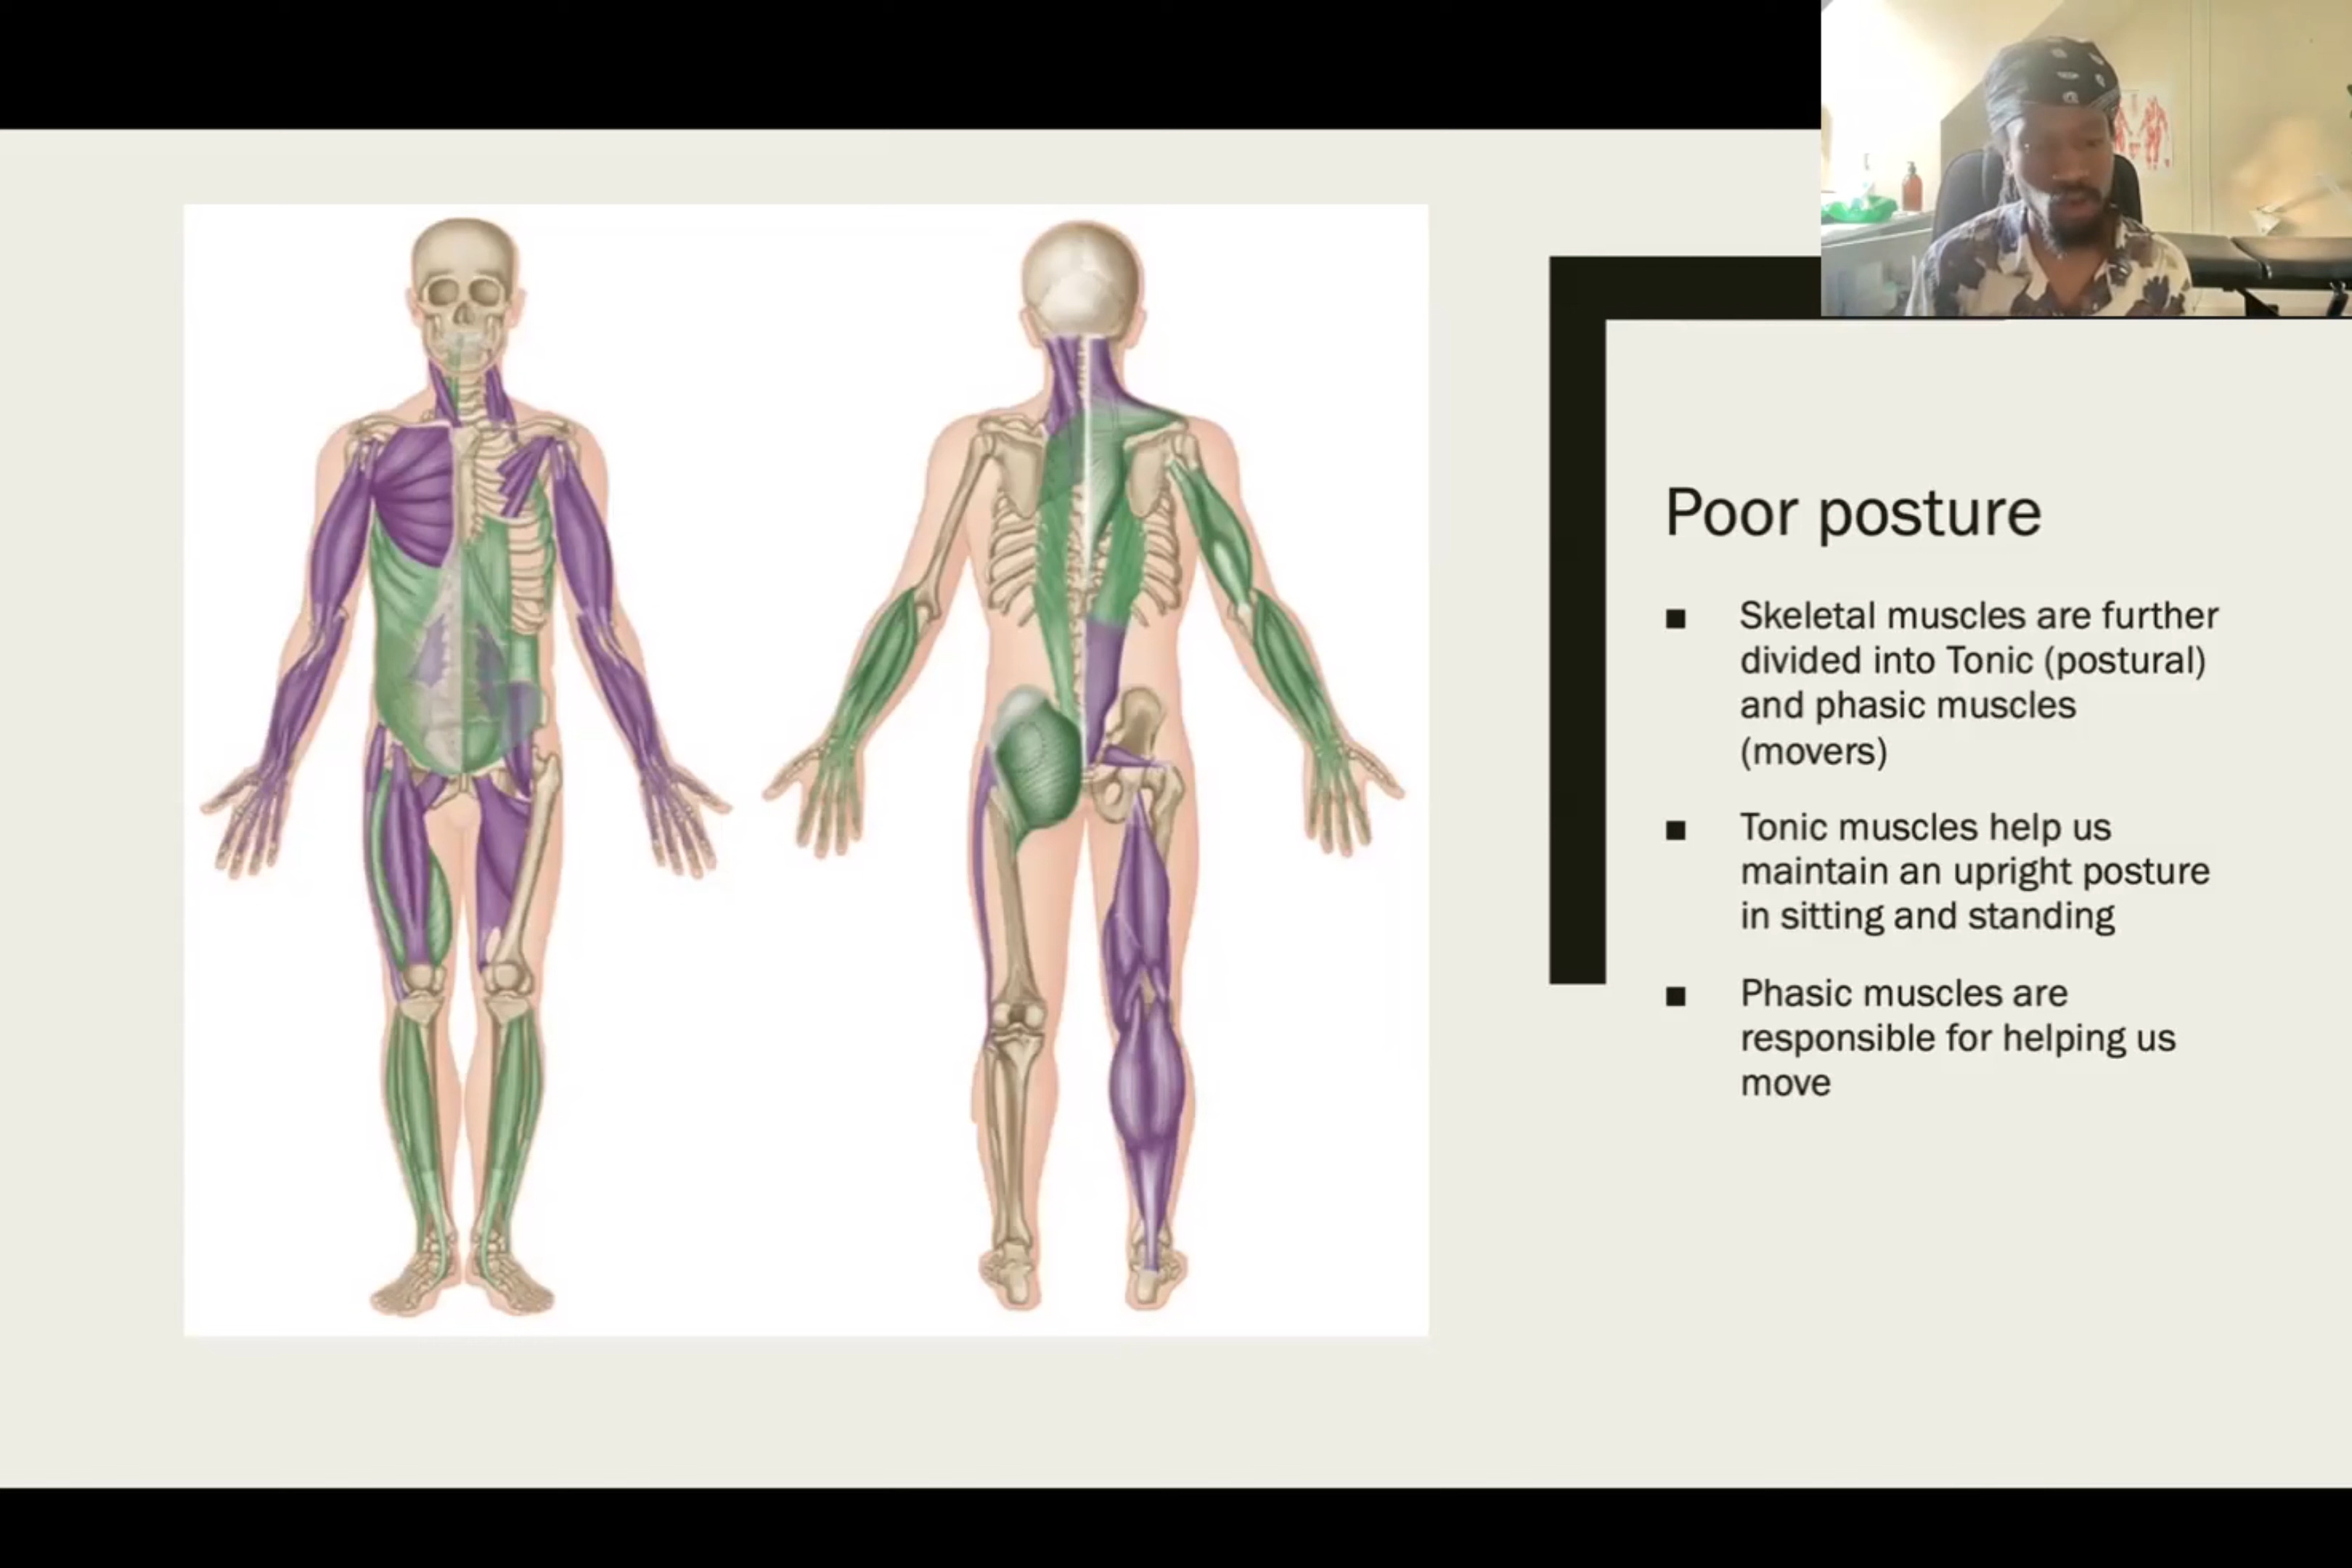 Poor posture
■ Skeletal muscles are further
divided into Tonic (postural)
and phasic muscles
(movers)
■ Tonic muscles help us
maintain an upright posture
in sitting and standing
■ Phasic muscles are
responsible for helping us
move